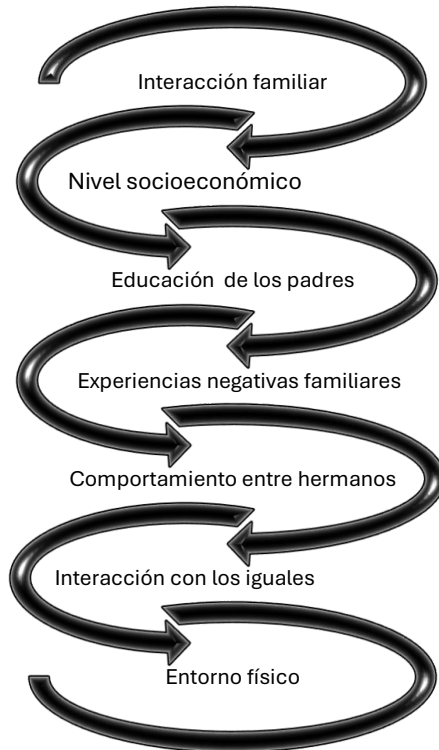 Interacción familiar
Nivel socioeconómico
Educación de los padres
Experiencias negativas familiares
Comportamiento entre hermanos
Interacción con los iguales
Entorno físico